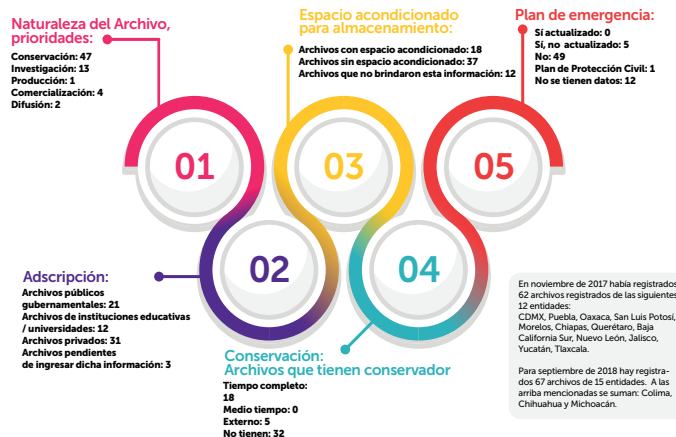 Naturaleza del Archivo,
prioridades:
Conservación: 47
Investigación: 13
Producción: 1
Comercialización: 4
Difusión: 2
Espacio acondicionado
para almacenamiento:
Archivos con espacio acondicionado: 18
Archivos sin espacio acondicionado: 37
Archivos que no brindaron esta información: 12
Plan de emergencia:
Sí actualizado: 0
Sí, no actualizado: 5
No: 49
Plan de Protección Civil: 1
No se tienen datos: 12
01
03
05
02
04
Adscripción:
Archivos públicos
gubernamentales: 21
Archivos de instituciones educativas
/ universidades: 12
Archivos privados: 31
Archivos pendientes
de ingresar dicha información: 3
Conservación:
Archivos que tienen conservador
Tiempo completo:
18
Medio tiempo: 0
Externo: 5
No tienen: 32
En noviembre de 2017 había registrados
62 archivos registrados de las siguientes
12 entidades:
CDMX, Puebla, Oaxaca, San Luis Potosí,
Morelos, Chiapas, Querétaro, Baja
California Sur, Nuevo León, Jalisco,
Yucatán, Tlaxcala.
Para septiembre de 2018 hay registra-
dos 67 archivos de 15 entidades. A las
arriba mencionadas se suman: Colima,
Chihuahua y Michoacán.